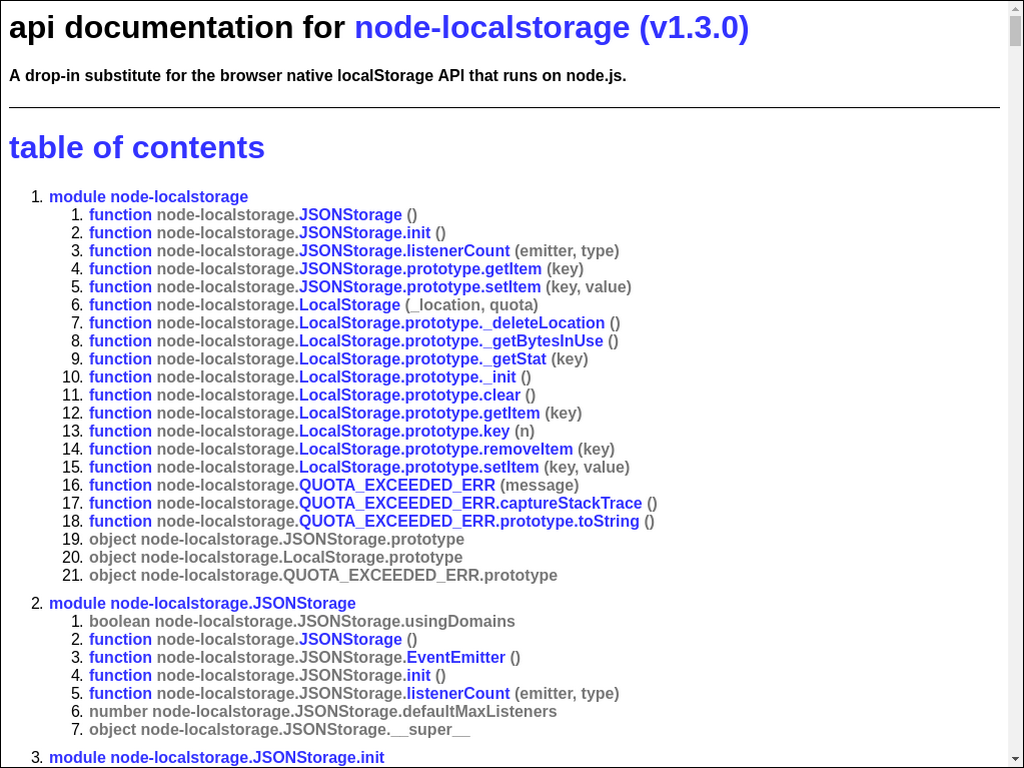 api documentation for node-localstorage (v1.3.0)
A drop-in substitute for the browser native localStorage API that runs on node.js.
table of contents
1. module node-localstorage
1. function node-localstorage.JSONStorage ()
2. function node-localstorage.JSONStorage.init ()
3. function node-localstorage.JSONStorage.listenerCount (emitter, type)
4. function node-localstorage.JSONStorage.prototype.getItem (key)
5. function node-localstorage.JSONStorage.prototype.setItem (key, value)
6. function node-localstorage.LocalStorage (_location, quota)
7. function node-localstorage.LocalStorage.prototype._deleteLocation ()
8. function node-localstorage.LocalStorage.prototype._getBytesInUse ()
9. function node-localstorage.LocalStorage.prototype._getStat (key)
10. function node-localstorage.LocalStorage.prototype._init ()
11. function node-localstorage.LocalStorage.prototype.clear ()
12. function node-localstorage.LocalStorage.prototype.getItem (key)
13. function node-localstorage.LocalStorage.prototype.key (n)
14. function node-localstorage.LocalStorage.prototype.removeItem (key)
15. function node-localstorage.LocalStorage.prototype.setItem (key, value)
16. function node-localstorage.QUOTA_EXCEEDED_ERR (message)
17. function node-localstorage.QUOTA_EXCEEDED_ERR.captureStackTrace ()
18. function node-localstorage.QUOTA_EXCEEDED_ERR.prototype.toString ()
19. object node-localstorage.JSONStorage.prototype
20. object node-localstorage.LocalStorage.prototype
21. object node-localstorage.QUOTA_EXCEEDED_ERR.prototype
2. module node-localstorage.JSONStorage
1. boolean node-localstorage.JSONStorage.usingDomains
2. function node-localstorage.JSONStorage ()
3. function node-localstorage.JSONStorage.EventEmitter ()
4. function node-localstorage.JSONStorage.init ()
5. function node-localstorage.JSONStorage.listenerCount (emitter, type)
6. number node-localstorage.JSONStorage.defaultMaxListeners
7. object node-localstorage.JSONStorage.__super__
3. module node-localstorage.JSONStorage.init